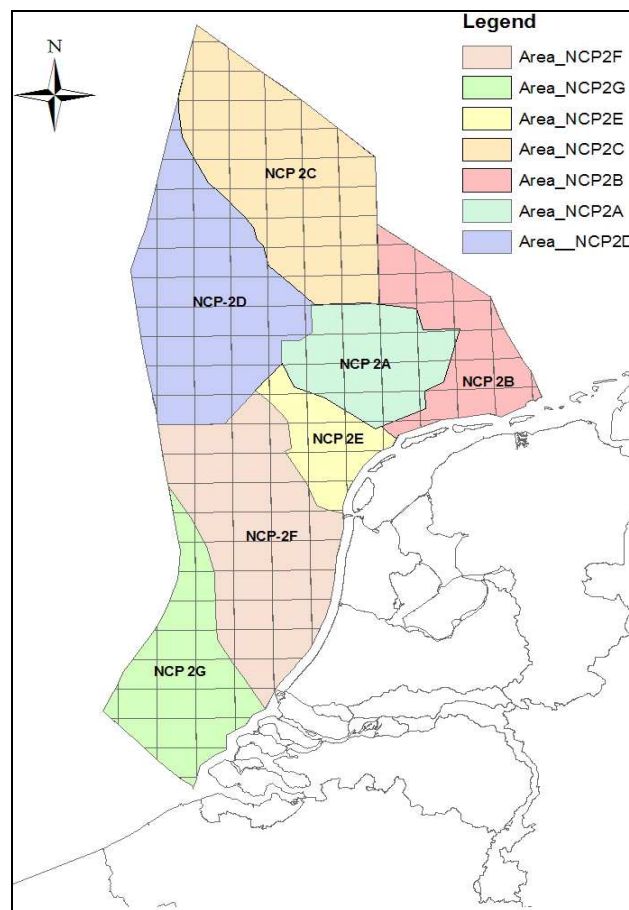 Legend
N
Area_NCP2F
Area_NCP2G
Area_NCP2E
Area_NCP2C
Area_NCP2B
Area_NCP2A
Area__NCP2D
NCP 2C
NCP-2D
NCP 2A
NCP 2B
NCP 2E
NCP-2F
NCP 2G